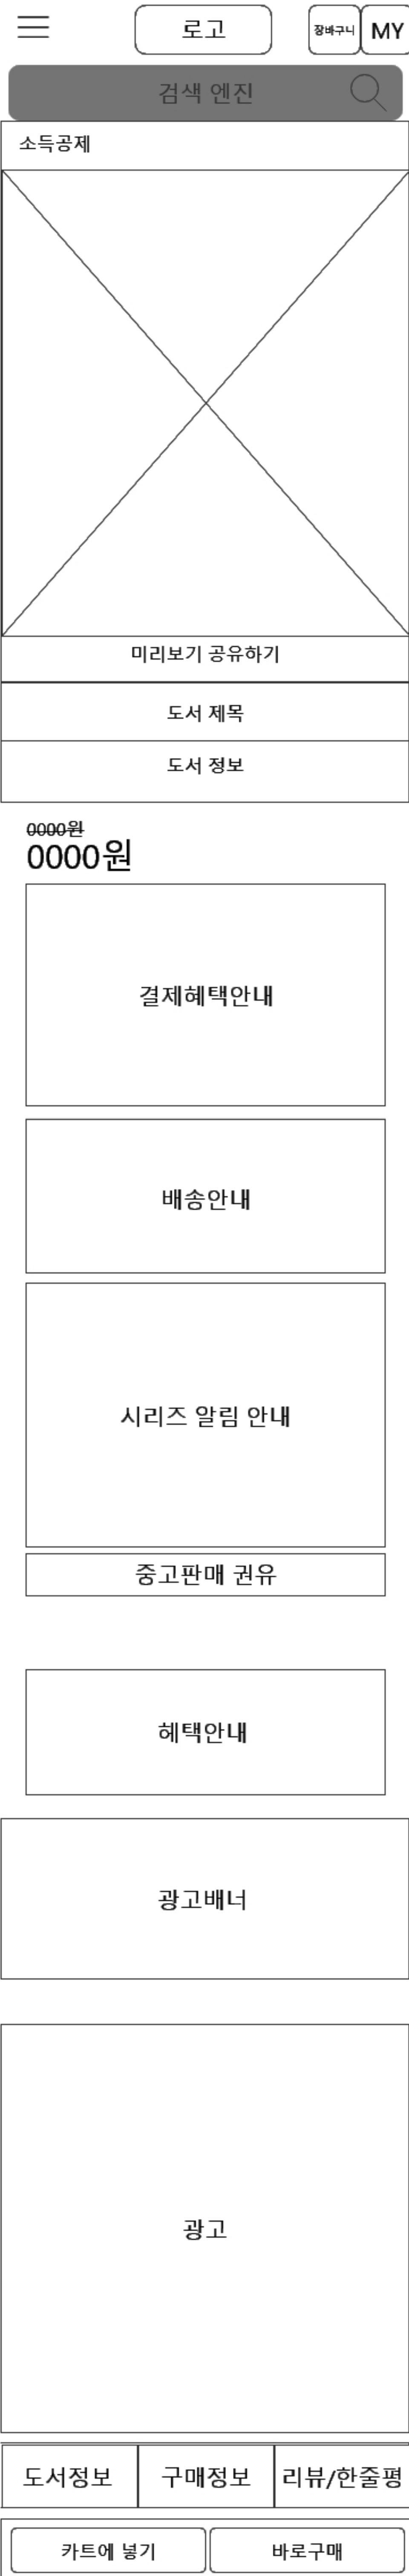 로고
장바구니
MY
검색 엔진
소득공제
미리보기 공유하기
도서 제목
도서 정보
0000원
0000원
결제혜택안내
배송안내
시리즈 알림 안내
중고판매 권유
헤택안내
광고배너
광고
도서정보
구매정보
리뷰/한줄평
카트에 넣기
바로구매